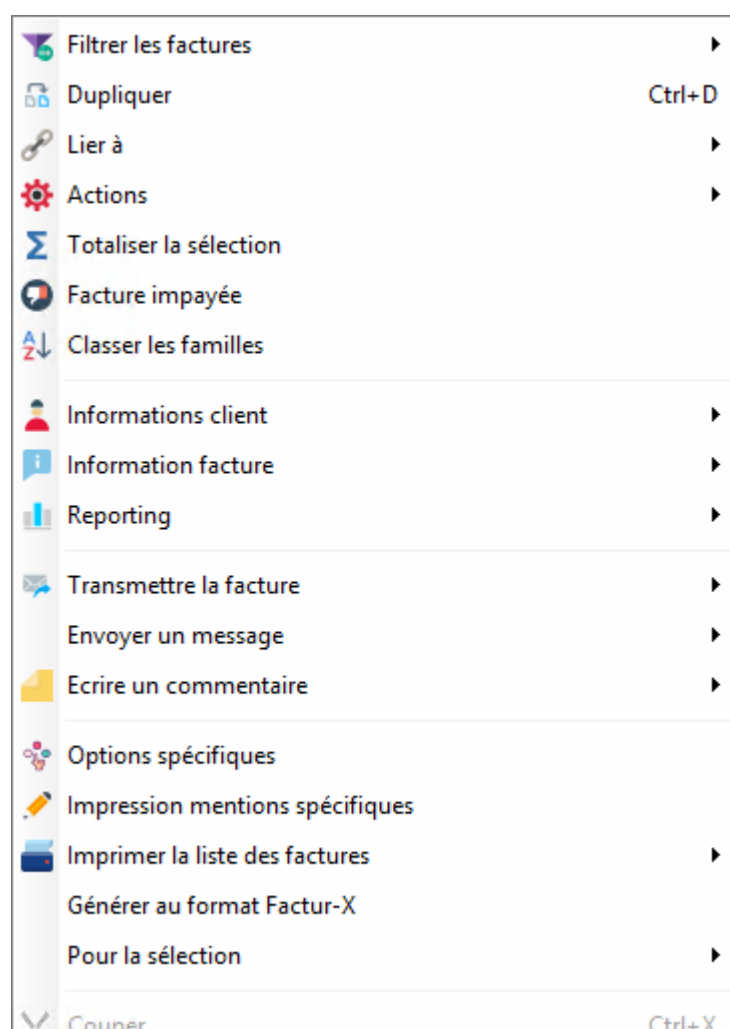 Filtrer les factures
Dupliquer Ctrl+D
Lier à
Actions
Totaliser la sélection
Facture impayée
Classer les familles
Informations client
Information facture
Reporting
Transmettre la facture
Envoyer un message
Ecrire un commentaire
Options spécifiques
Impression mentions spécifiques
Imprimer la liste des factures
Générer au format Factur-X
Pour la sélection
Couper Ctrl+X